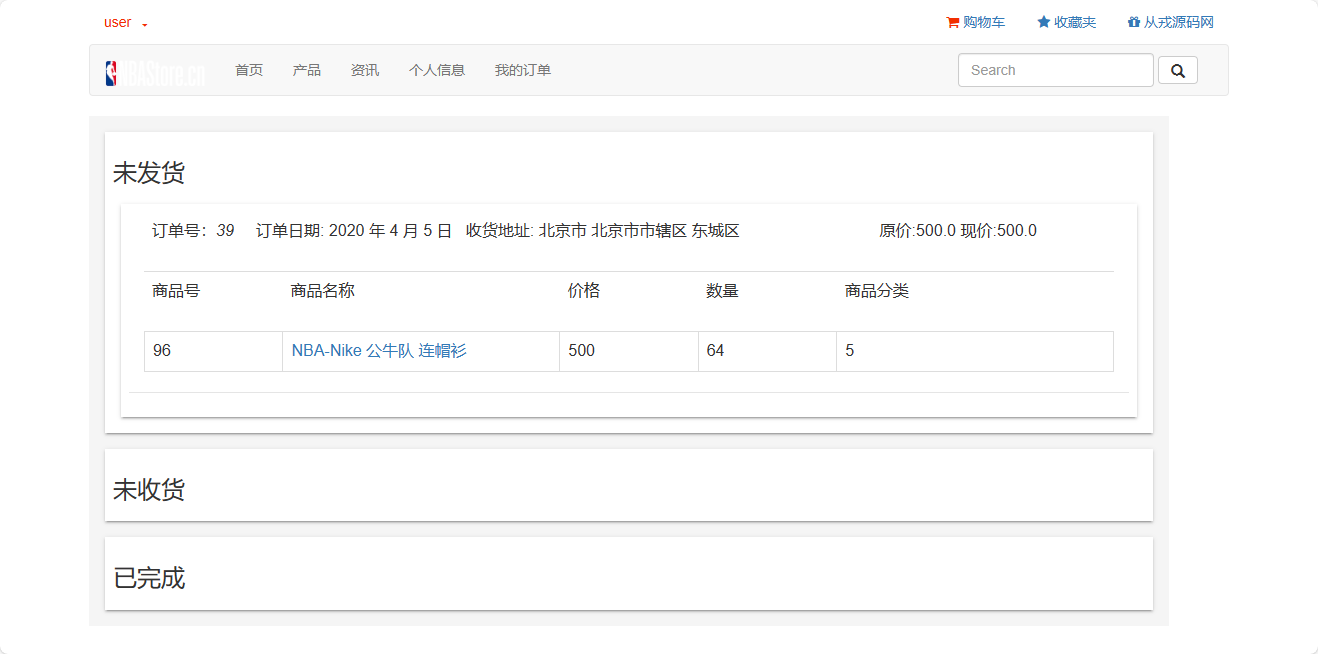 user
购物车 收藏夹 从戎源码网
NBAStore.cn 首页 产品 资讯 个人信息 我的订单 Search
未发货
订单号：39 订单日期: 2020 年 4 月 5 日 收货地址: 北京市 北京市市辖区 东城区 原价:500.0 现价:500.0
商品号 商品名称 价格 数量 商品分类
96 NBA-Nike 公牛队 连帽衫 500 64 5
未收货
已完成